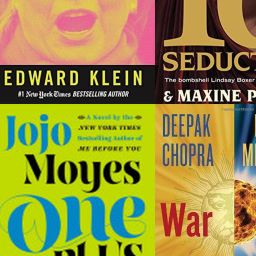 EDWARD KLEIN
#1 New York Times BESTSELLING AUTHOR
SEDUCT
The bombshell Lindsay Boxer
& MAXINE P
Jojo
Moyes
One
PLUS
A Novel by the
NEW YORK TIMES
Bestselling Author of
ME BEFORE YOU
DEEPAK
CHOPRA
War